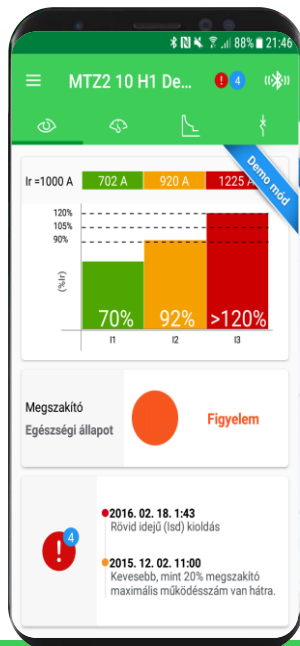 88% 21:46
MTZ2 10 H1 De... ! 4
Demo mód
Ir =1000 A 702 A 920 A 1225 A
120%
105%
90%
(%Ir)
70% 92% >120%
I1 I2 I3
Megszakító
Egészségi állapot
Figyelem
! 4
2016. 02. 18. 1:43
Rövid idejű (Isd) kioldás
2015. 12. 02. 11:00
Kevesebb, mint 20% megszakító
maximális működésszám van hátra.